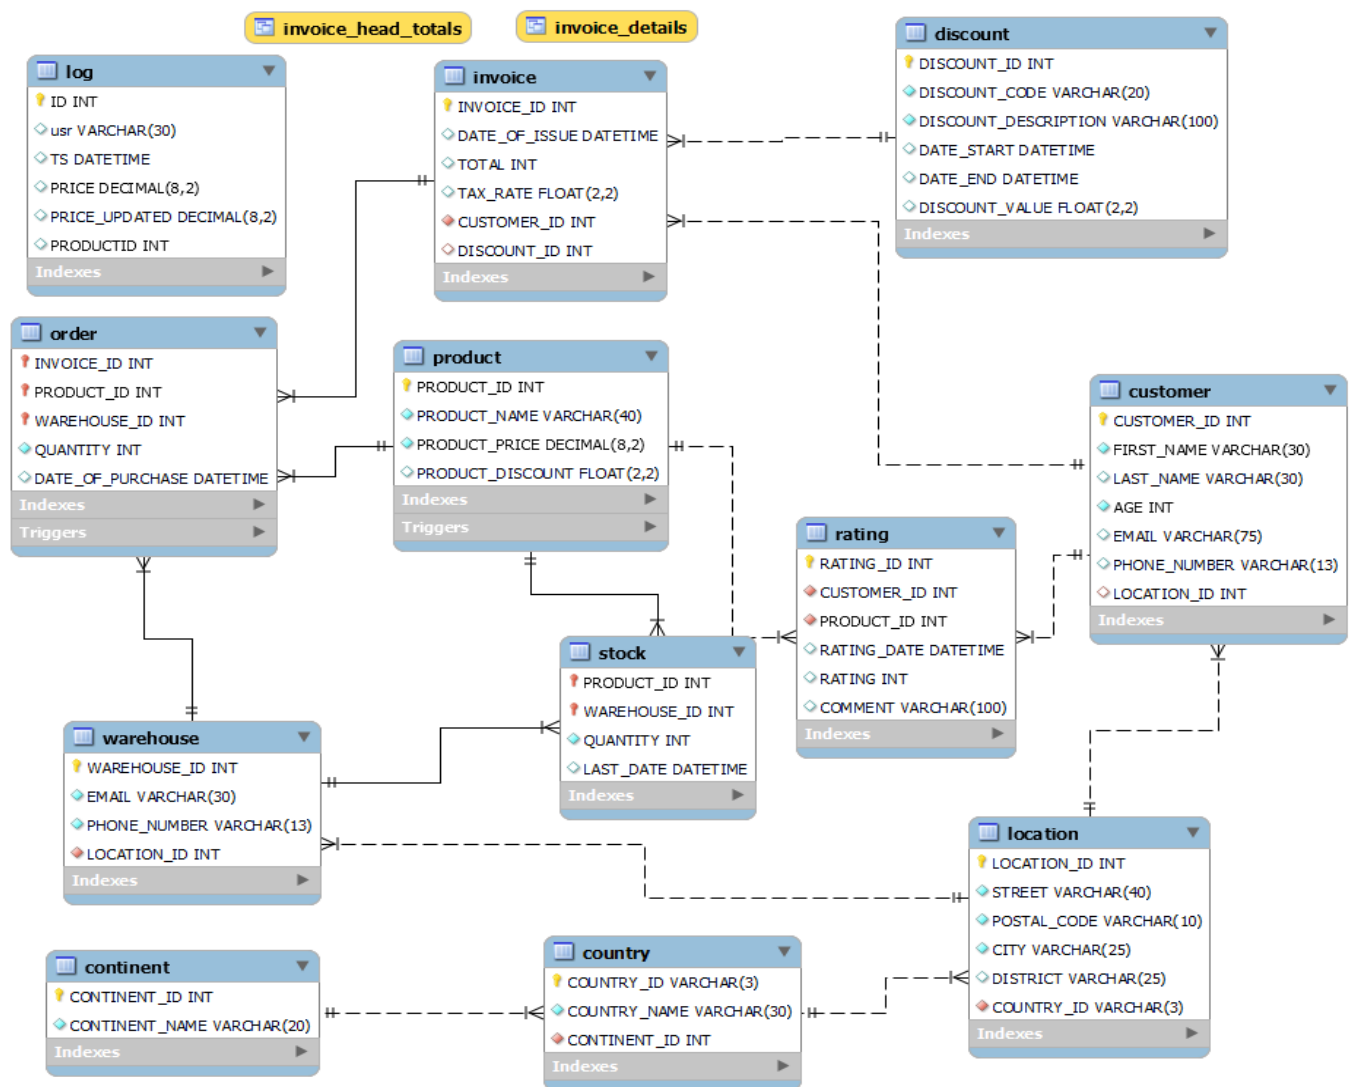 invoice_head_totals
invoice_details
log
ID INT
usr VARCHAR(30)
TS DATETIME
PRICE DECIMAL(8,2)
PRICE_UPDATED DECIMAL(8,2)
PRODUCTID INT
Indexes
invoice
INVOICE_ID INT
DATE_OF_ISSUE DATETIME
TOTAL INT
TAX_RATE FLOAT(2,2)
CUSTOMER_ID INT
DISCOUNT_ID INT
Indexes
discount
DISCOUNT_ID INT
DISCOUNT_CODE VARCHAR(20)
DISCOUNT_DESCRIPTION VARCHAR(100)
DATE_START DATETIME
DATE_END DATETIME
DISCOUNT_VALUE FLOAT(2,2)
Indexes
order
INVOICE_ID INT
PRODUCT_ID INT
WAREHOUSE_ID INT
QUANTITY INT
DATE_OF_PURCHASE DATETIME
Indexes
Triggers
product
PRODUCT_ID INT
PRODUCT_NAME VARCHAR(40)
PRODUCT_PRICE DECIMAL(8,2)
PRODUCT_DISCOUNT FLOAT(2,2)
Indexes
Triggers
customer
CUSTOMER_ID INT
FIRST_NAME VARCHAR(30)
LAST_NAME VARCHAR(30)
AGE INT
EMAIL VARCHAR(75)
PHONE_NUMBER VARCHAR(13)
LOCATION_ID INT
Indexes
rating
RATING_ID INT
CUSTOMER_ID INT
PRODUCT_ID INT
RATING_DATE DATETIME
RATING INT
COMMENT VARCHAR(100)
Indexes
stock
PRODUCT_ID INT
WAREHOUSE_ID INT
QUANTITY INT
LAST_DATE DATETIME
Indexes
warehouse
WAREHOUSE_ID INT
EMAIL VARCHAR(30)
PHONE_NUMBER VARCHAR(13)
LOCATION_ID INT
Indexes
location
LOCATION_ID INT
STREET VARCHAR(40)
POSTAL_CODE VARCHAR(10)
CITY VARCHAR(25)
DISTRICT VARCHAR(25)
COUNTRY_ID VARCHAR(3)
Indexes
continent
CONTINENT_ID INT
CONTINENT_NAME VARCHAR(20)
Indexes
country
COUNTRY_ID VARCHAR(3)
COUNTRY_NAME VARCHAR(30)
CONTINENT_ID INT
Indexes